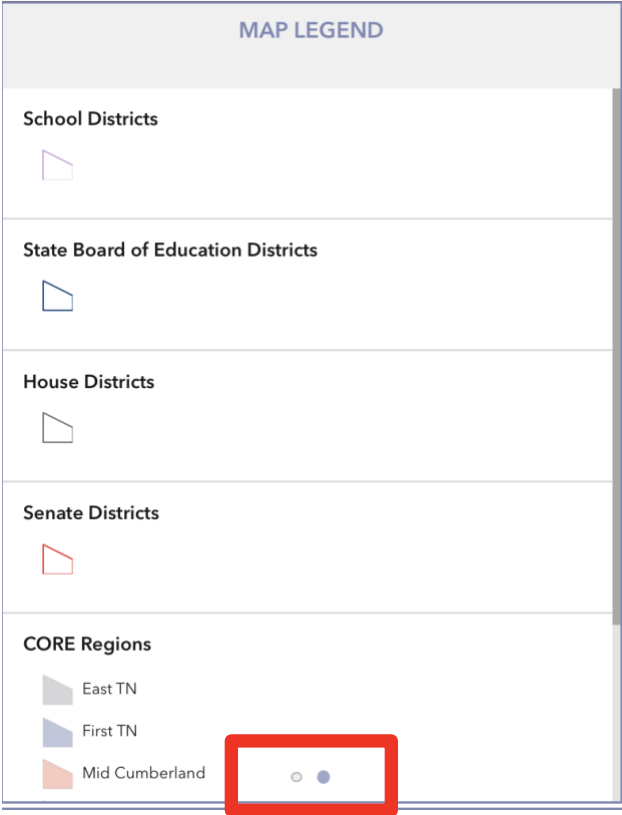 MAP LEGEND
School Districts
State Board of Education Districts
House Districts
Senate Districts
CORE Regions
East TN
First TN
Mid Cumberland